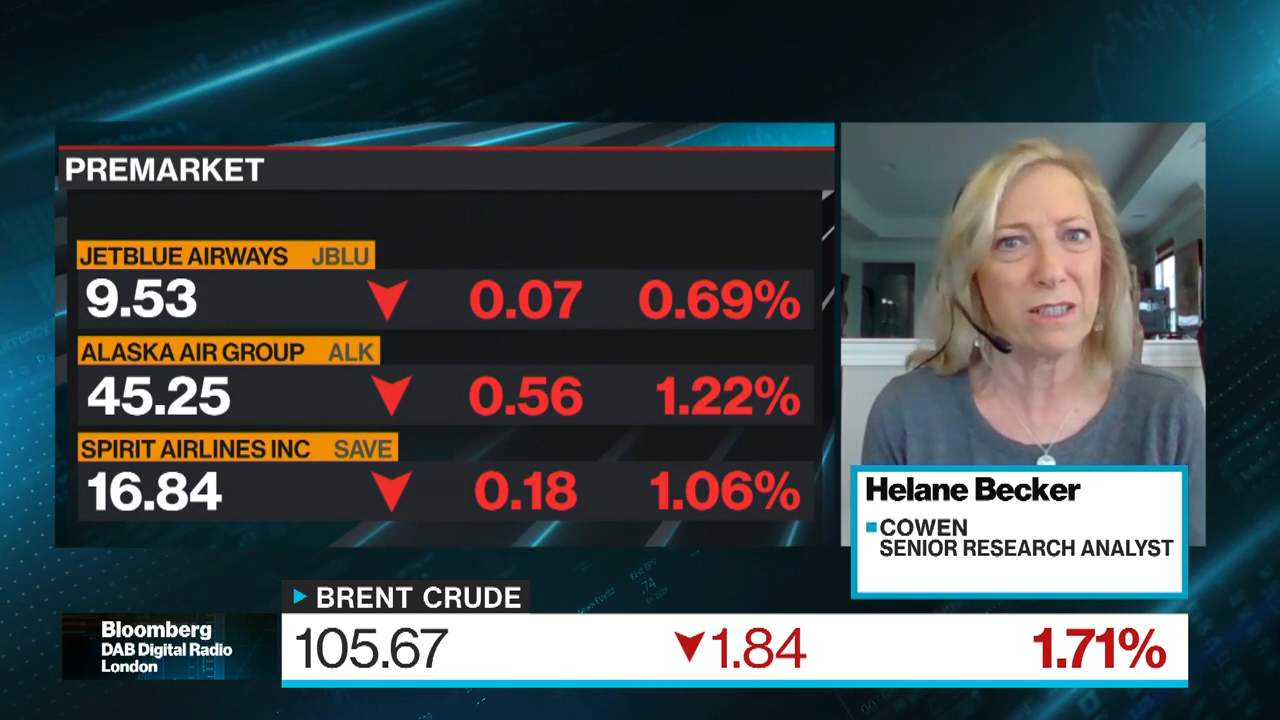 PREMARKET
JETBLUE AIRWAYS JBLU
9.53 0.07 0.69%
ALASKA AIR GROUP ALK
45.25 0.56 1.22%
SPIRIT AIRLINES INC SAVE
16.84 0.18 1.06%
Helane Becker
COWEN
SENIOR RESEARCH ANALYST
BRENT CRUDE
105.67 1.84 1.71%
Bloomberg
DAB Digital Radio
London